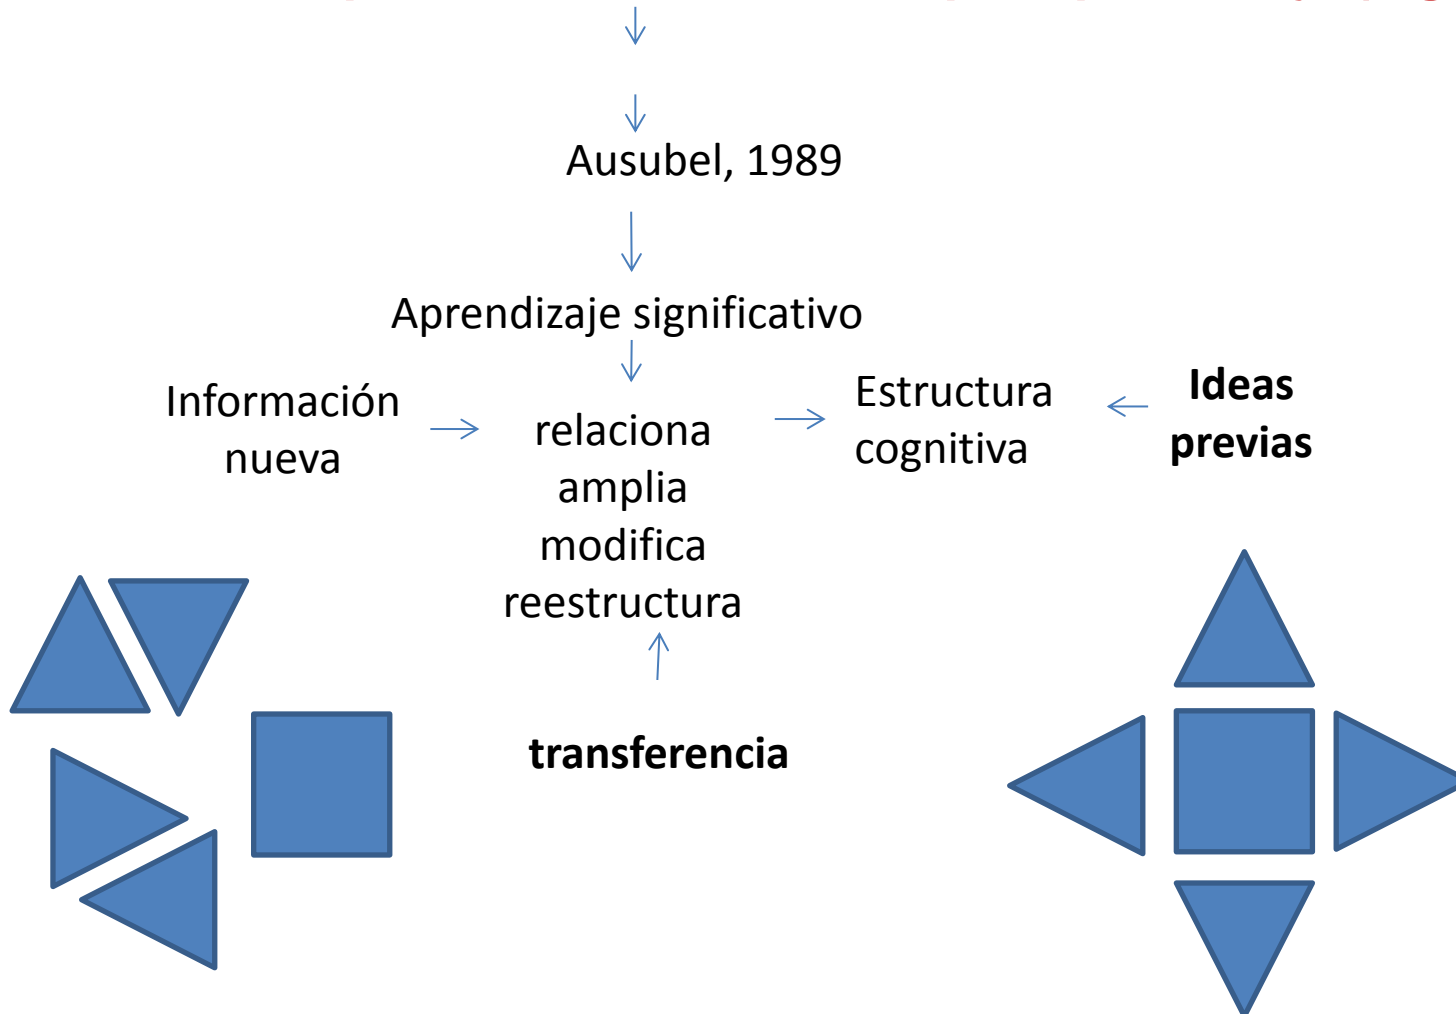 Ausubel, 1989
Aprendizaje significativo
Información
nueva
relaciona
amplia
modifica
reestructura
Estructura
cognitiva
Ideas
previas
transferencia